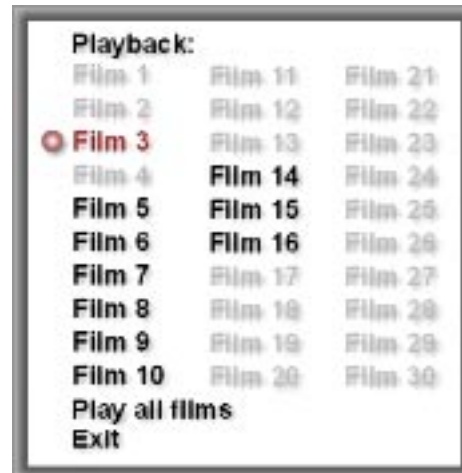 Playback:
Film 1 Film 11 Film 21
Film 2 Film 12 Film 22
Film 3 Film 13 Film 23
Film 4 Film 14 Film 24
Film 5 Film 15 Film 25
Film 6 Film 16 Film 26
Film 7 Film 17 Film 27
Film 8 Film 18 Film 28
Film 9 Film 19 Film 29
Film 10 Film 20 Film 30
Play all films
Exit